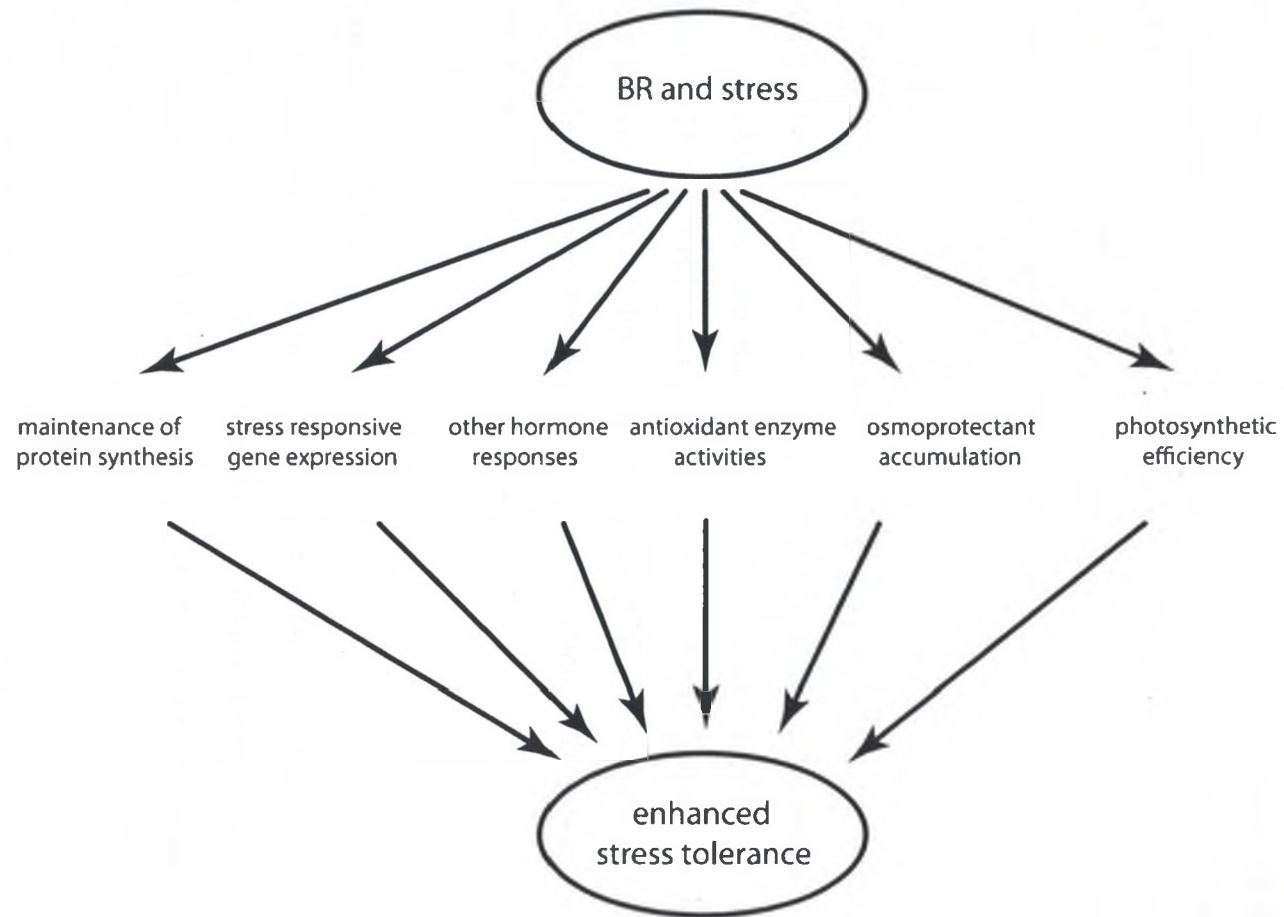 BR and stress
maintenance of
protein synthesis
stress responsive
gene expression
other hormone
responses
antioxidant enzyme
activities
osmoprotectant
accumulation
photosynthetic
efficiency
enhanced
stress tolerance